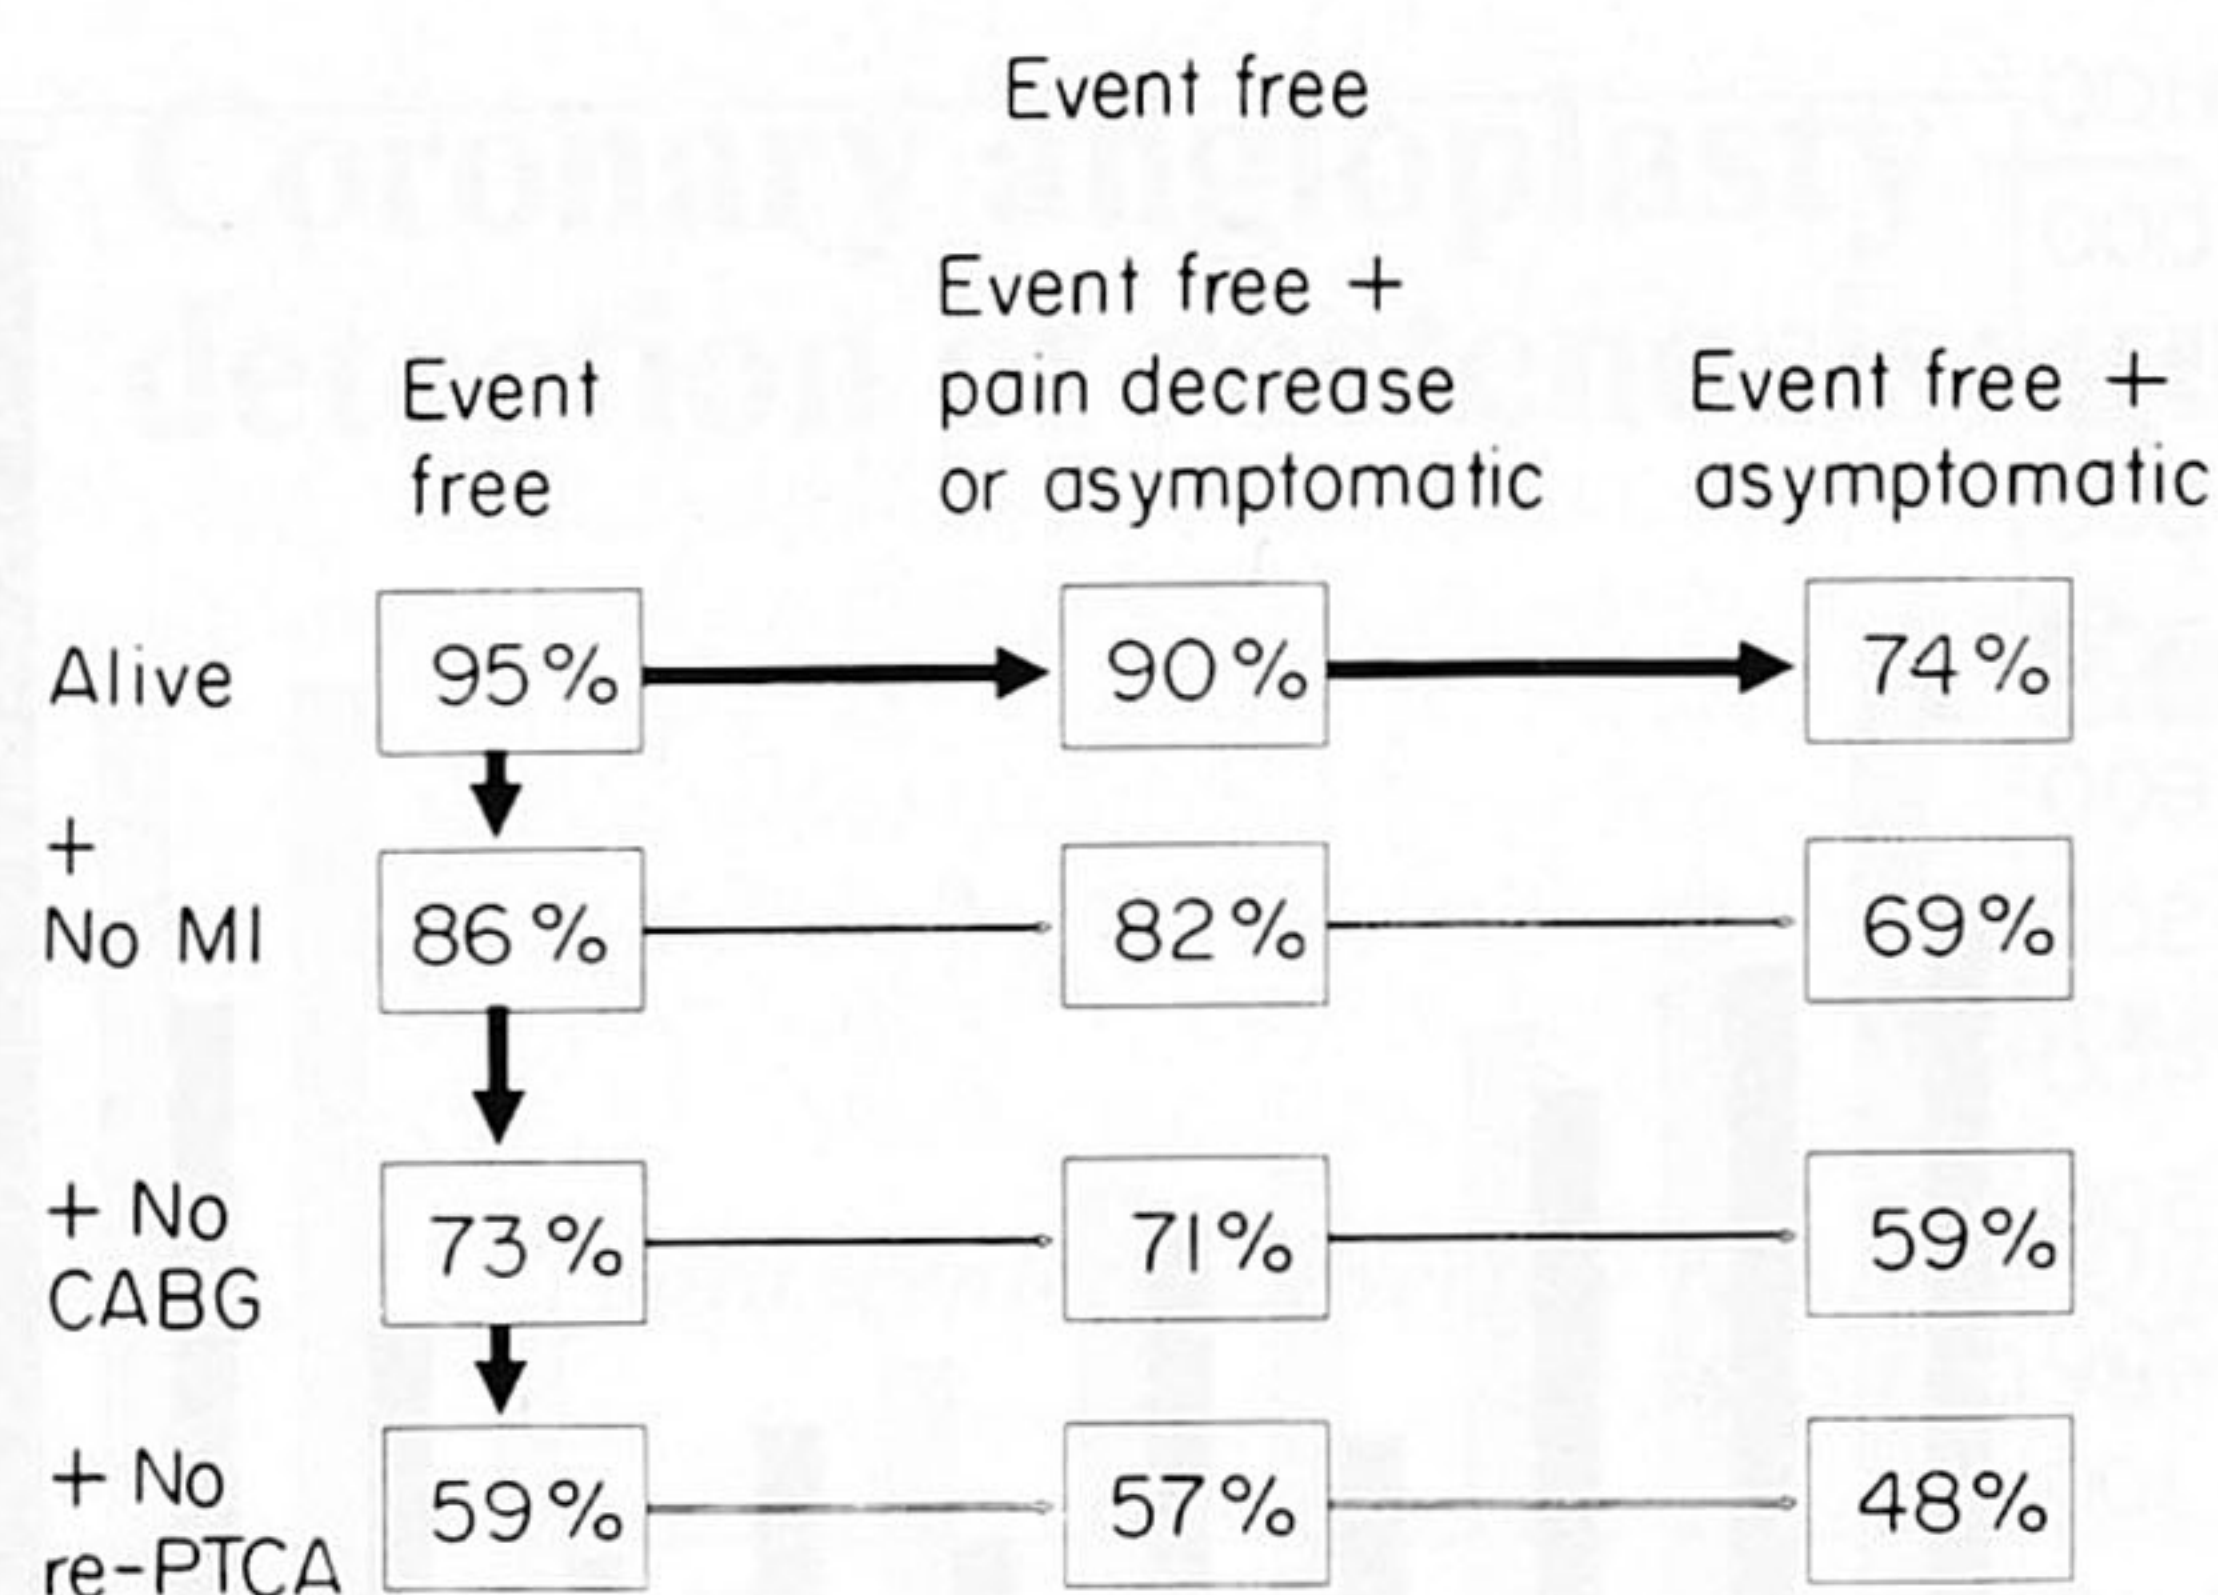 Event free
Event free +
pain decrease
or asymptomatic
Event
free
Event free +
asymptomatic
Alive
95%
90%
74%
+
No MI
86%
82%
69%
+ No
CABG
73%
71%
59%
+ No
re-PTCA
59%
57%
48%